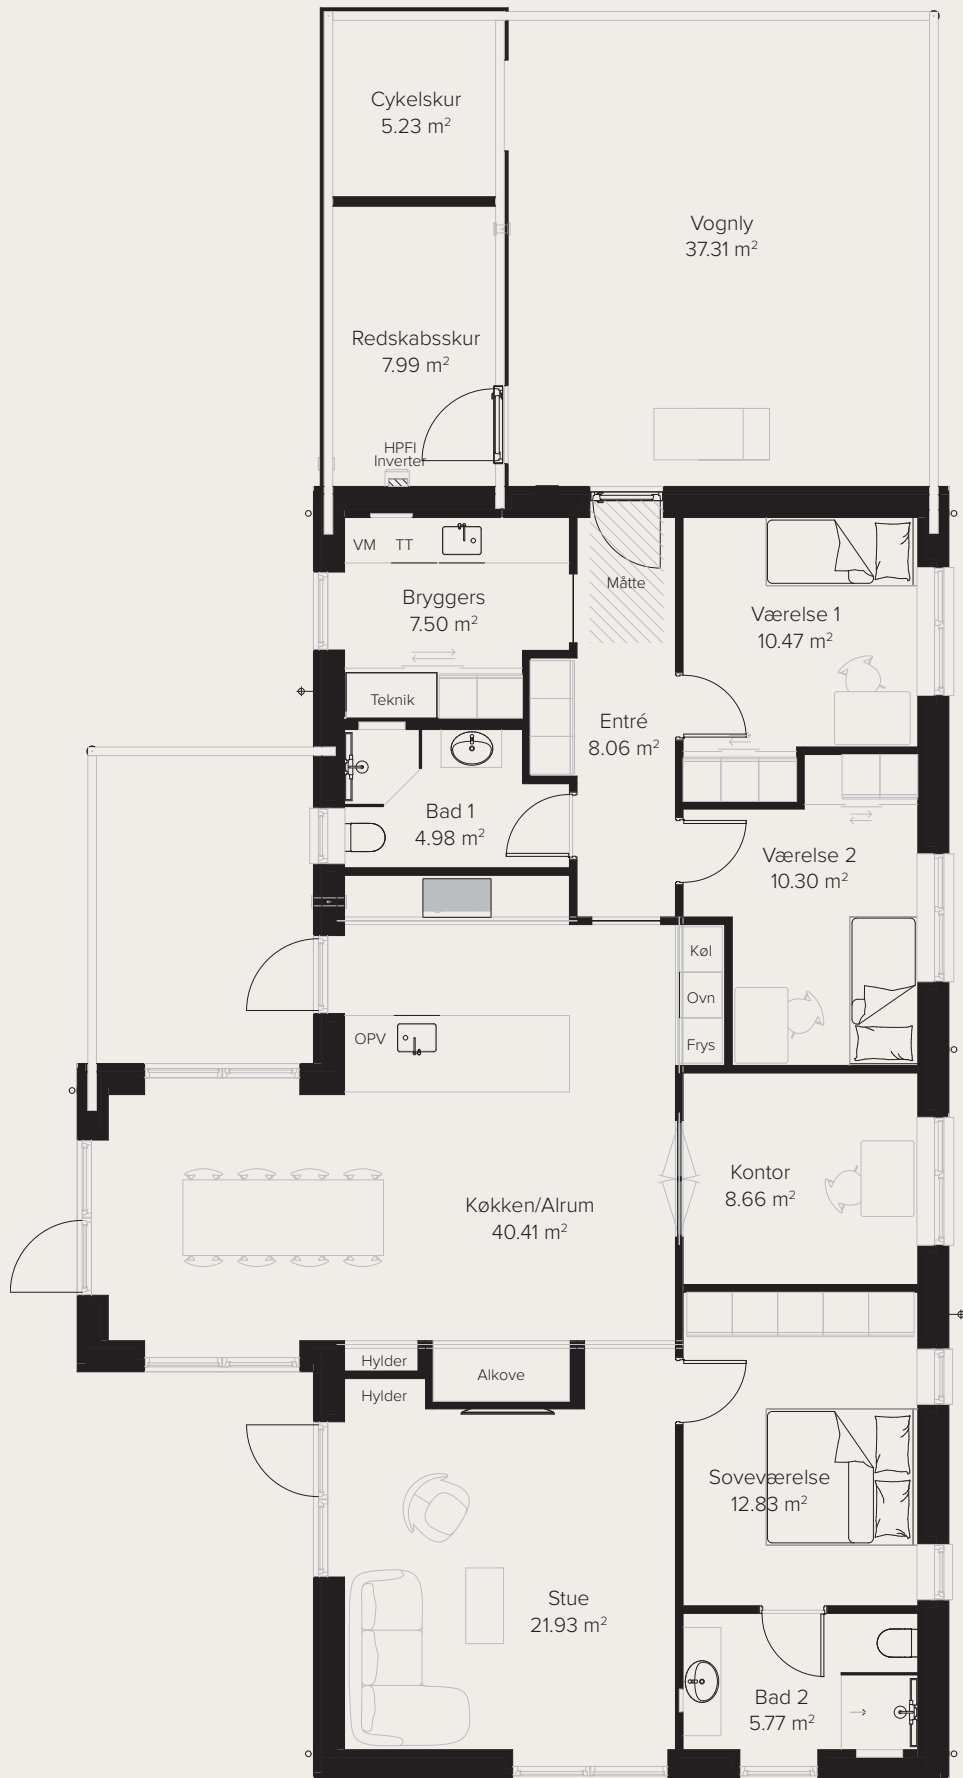 Cykelskur
5.23 m²
Vognly
37.31 m²
Redskabsskur
7.99 m²
HPFI
Inverter
VM TT
Måtte
Bryggers
7.50 m²
Værelse 1
10.47 m²
Teknik
Entré
8.06 m²
Bad 1
4.98 m²
Værelse 2
10.30 m²
Køl
Ovn
Frys
OPV
Kontor
8.66 m²
Køkken/Alrum
40.41 m²
Hylder
Hylder
Alkove
Soveværelse
12.83 m²
Stue
21.93 m²
Bad 2
5.77 m²